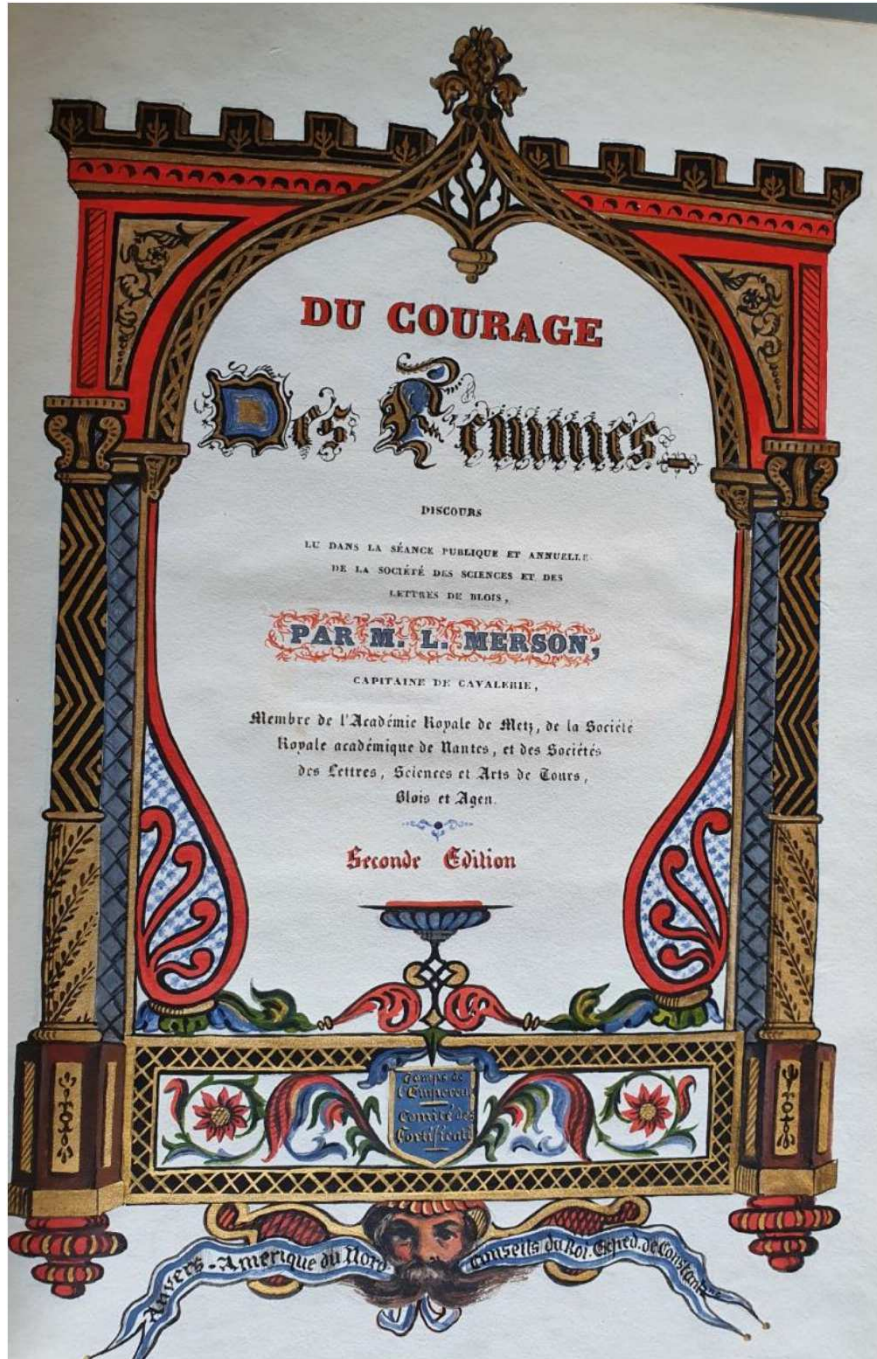 DU COURAGE
Des Femmes.
DISCOURS
LU DANS LA SÉANCE PUBLIQUE ET ANNUELLE
DE LA SOCIÉTÉ DES SCIENCES ET DES
LETTRES DE BLOIS,
PAR M. L. MERSON,
CAPITAINE DE CAVALERIE,
Membre de l'Académie Royale de Metz, de la Société
Royale académique de Nantes, et des Sociétés
des Lettres, Sciences et Arts de Tours,
Blois et Agen.
Seconde Edition
de
l'Empereur
Comité des
Anvers - Amérique du Nord
Conseils du Roi. Exped. de